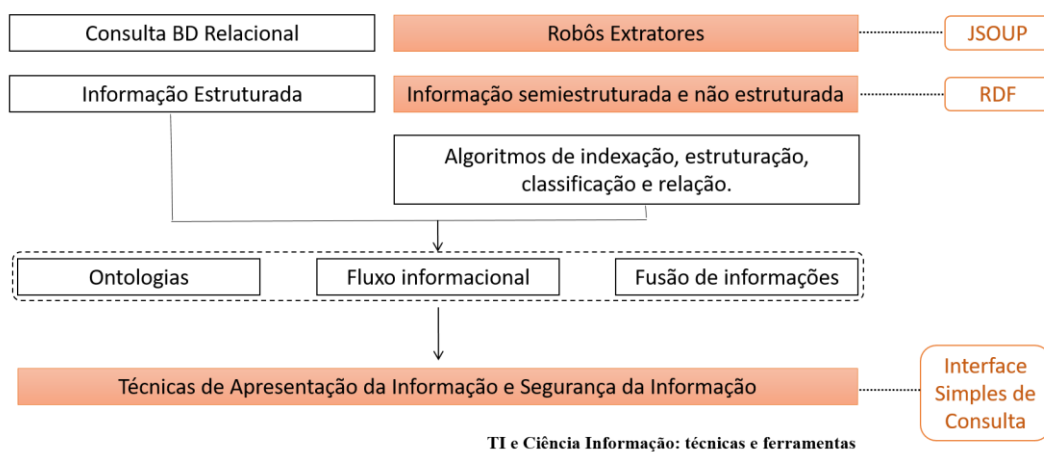 Consulta BD Relacional
Robôs Extratores
JSOUP
Informação Estruturada
Informação semiestruturada e não estruturada
RDF
Algoritmos de indexação, estruturação,
classificação e relação.
Ontologias
Fluxo informacional
Fusão de informações
Técnicas de Apresentação da Informação e Segurança da Informação
Interface
Simples de
Consulta
TI e Ciência Informação: técnicas e ferramentas